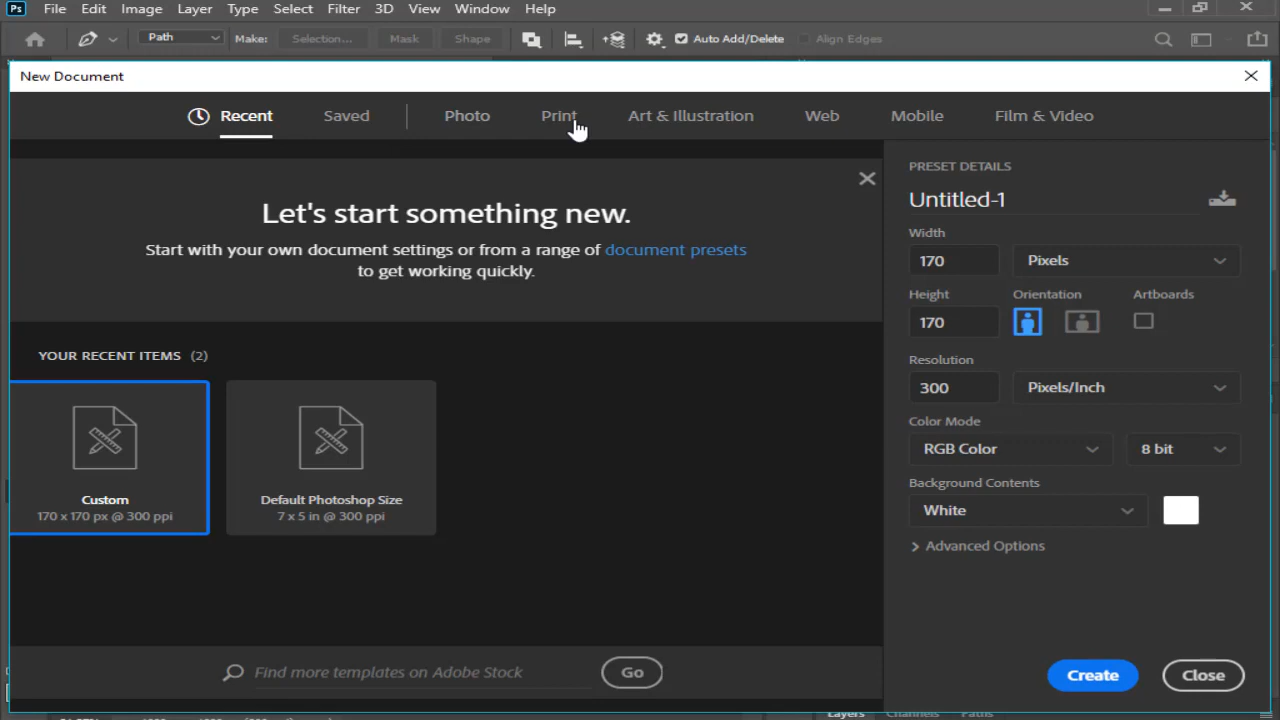 Ps File Edit Image Layer Type Select Filter 3D View Window Help
Path Make: Selection... Mask Shape Auto Add/Delete Align Edges
New Document
Recent Saved Photo Print Art & Illustration Web Mobile Film & Video
Let's start something new.
Start with your own document settings or from a range of document presets
to get working quickly.
YOUR RECENT ITEMS (2)
Custom
170 x 170 px @ 300 ppi
Default Photoshop Size
7 x 5 in @ 300 ppi
Find more templates on Adobe Stock Go
PRESET DETAILS
Untitled-1
Width
170 Pixels
Height Orientation Artboards
170
Resolution
300 Pixels/Inch
Color Mode
RGB Color 8 bit
Background Contents
White
Advanced Options
Create Close
Layers Channels Paths